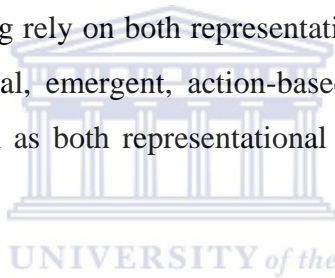 g rely on both representati
al, emergent, action-based
as both representational
UNIVERSITY of the